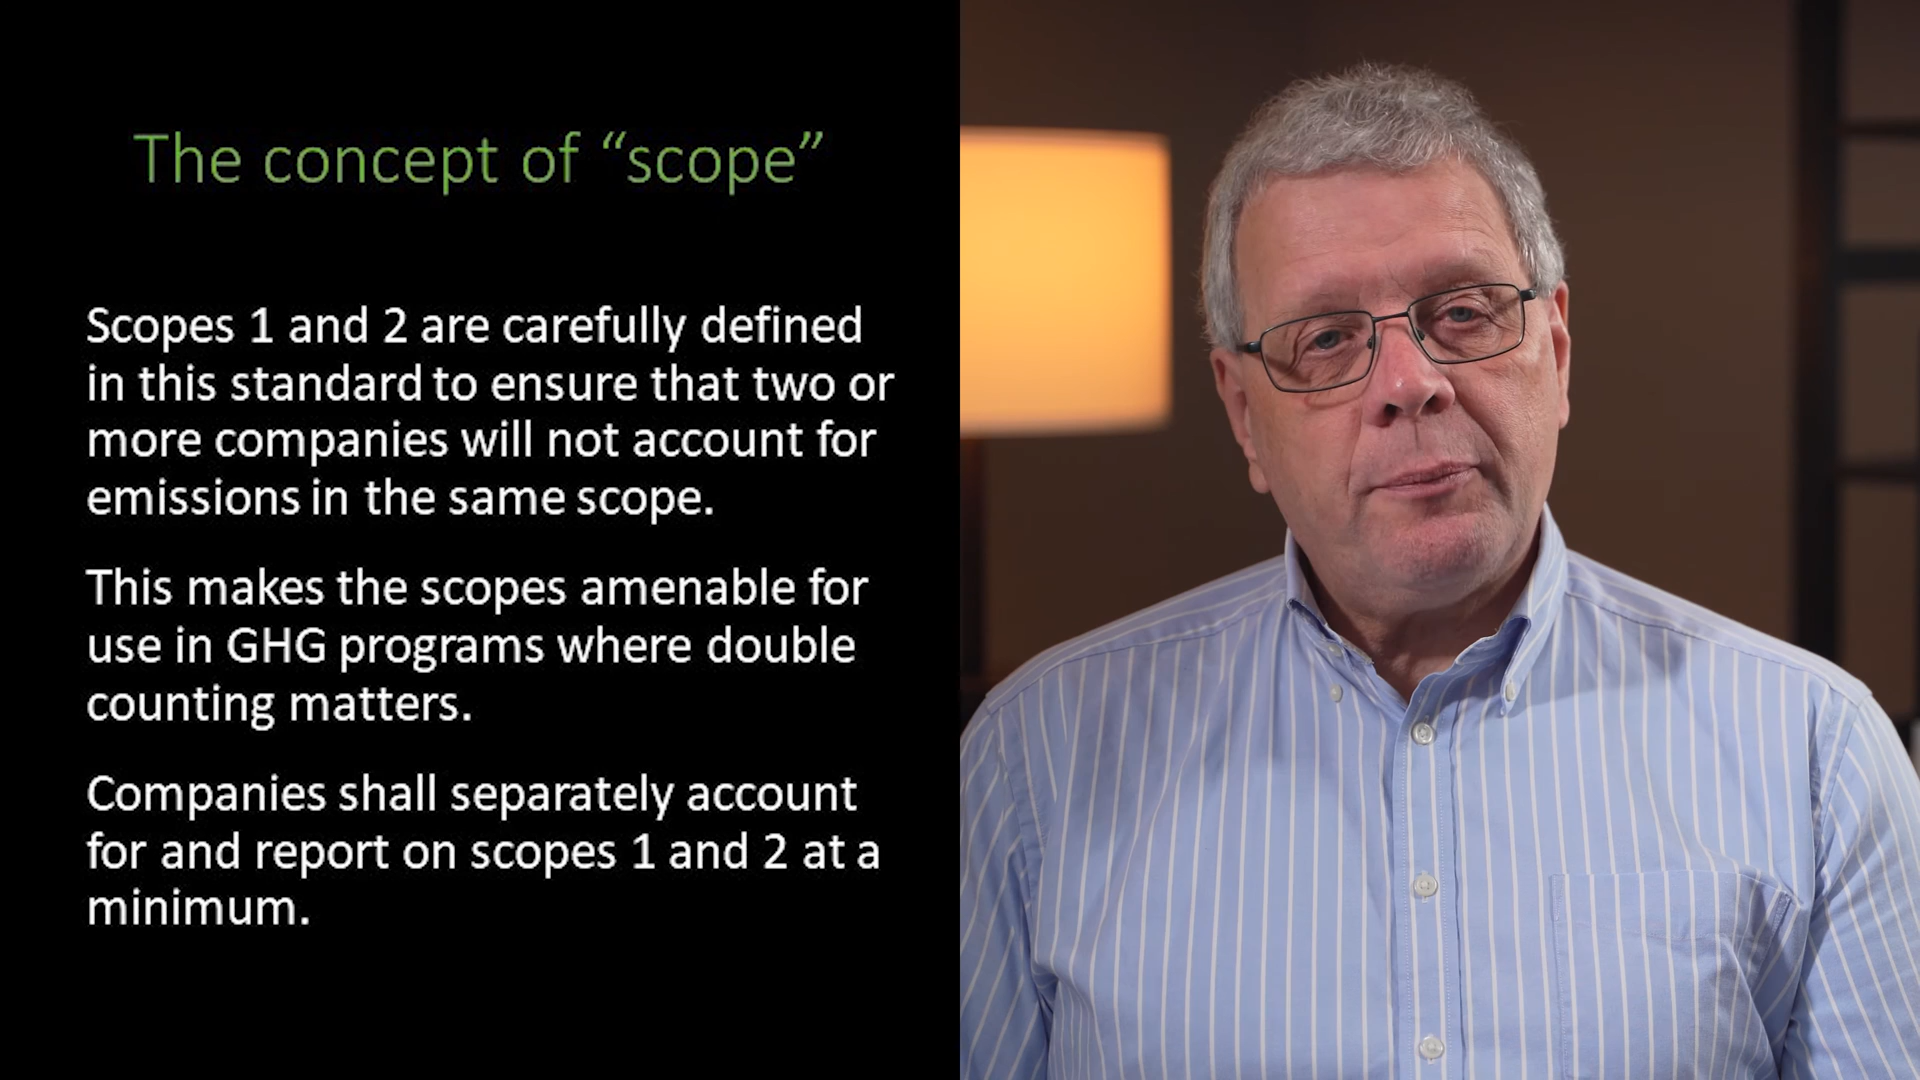 The concept of “scope”
Scopes 1 and 2 are carefully defined
in this standard to ensure that two or
more companies will not account for
emissions in the same scope.
This makes the scopes amenable for
use in GHG programs where double
counting matters.
Companies shall separately account
for and report on scopes 1 and 2 at a
minimum.